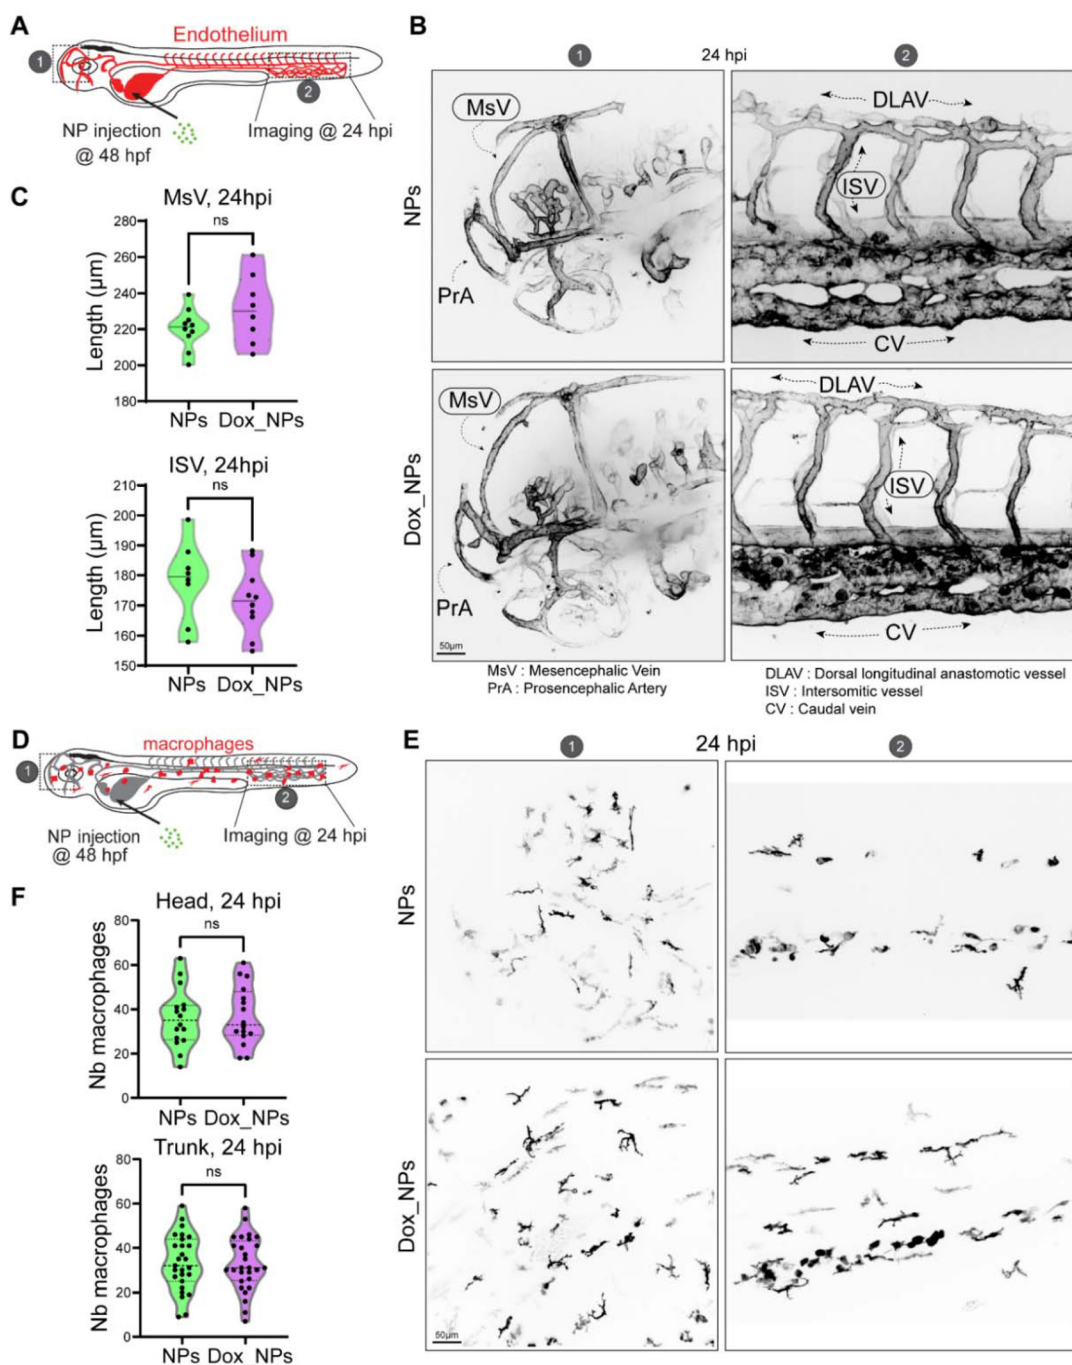 A
Endothelium
1
2
NP injection
@ 48 hpf
Imaging @ 24 hpi
B
1
24 hpi
2
NPs
MsV
PrA
DLAV
ISV
CV
Dox_NPs
MsV
PrA
50µm
DLAV
ISV
CV
MsV : Mesencephalic Vein
PrA : Prosencephalic Artery
DLAV : Dorsal longitudinal anastomotic vessel
ISV : Intersomitic vessel
CV : Caudal vein
C
MsV, 24hpi
ns
Length (µm)
280
260
240
220
200
180
NPs Dox_NPs
ISV, 24hpi
ns
Length (µm)
210
200
190
180
170
160
150
NPs Dox_NPs
D
macrophages
1
2
NP injection
@ 48 hpf
Imaging @ 24 hpi
E
1
24 hpi
2
NPs
Dox_NPs
50µm
F
Head, 24 hpi
ns
Nb macrophages
80
60
40
20
0
NPs Dox_NPs
Trunk, 24 hpi
ns
Nb macrophages
80
60
40
20
0
NPs Dox_NPs